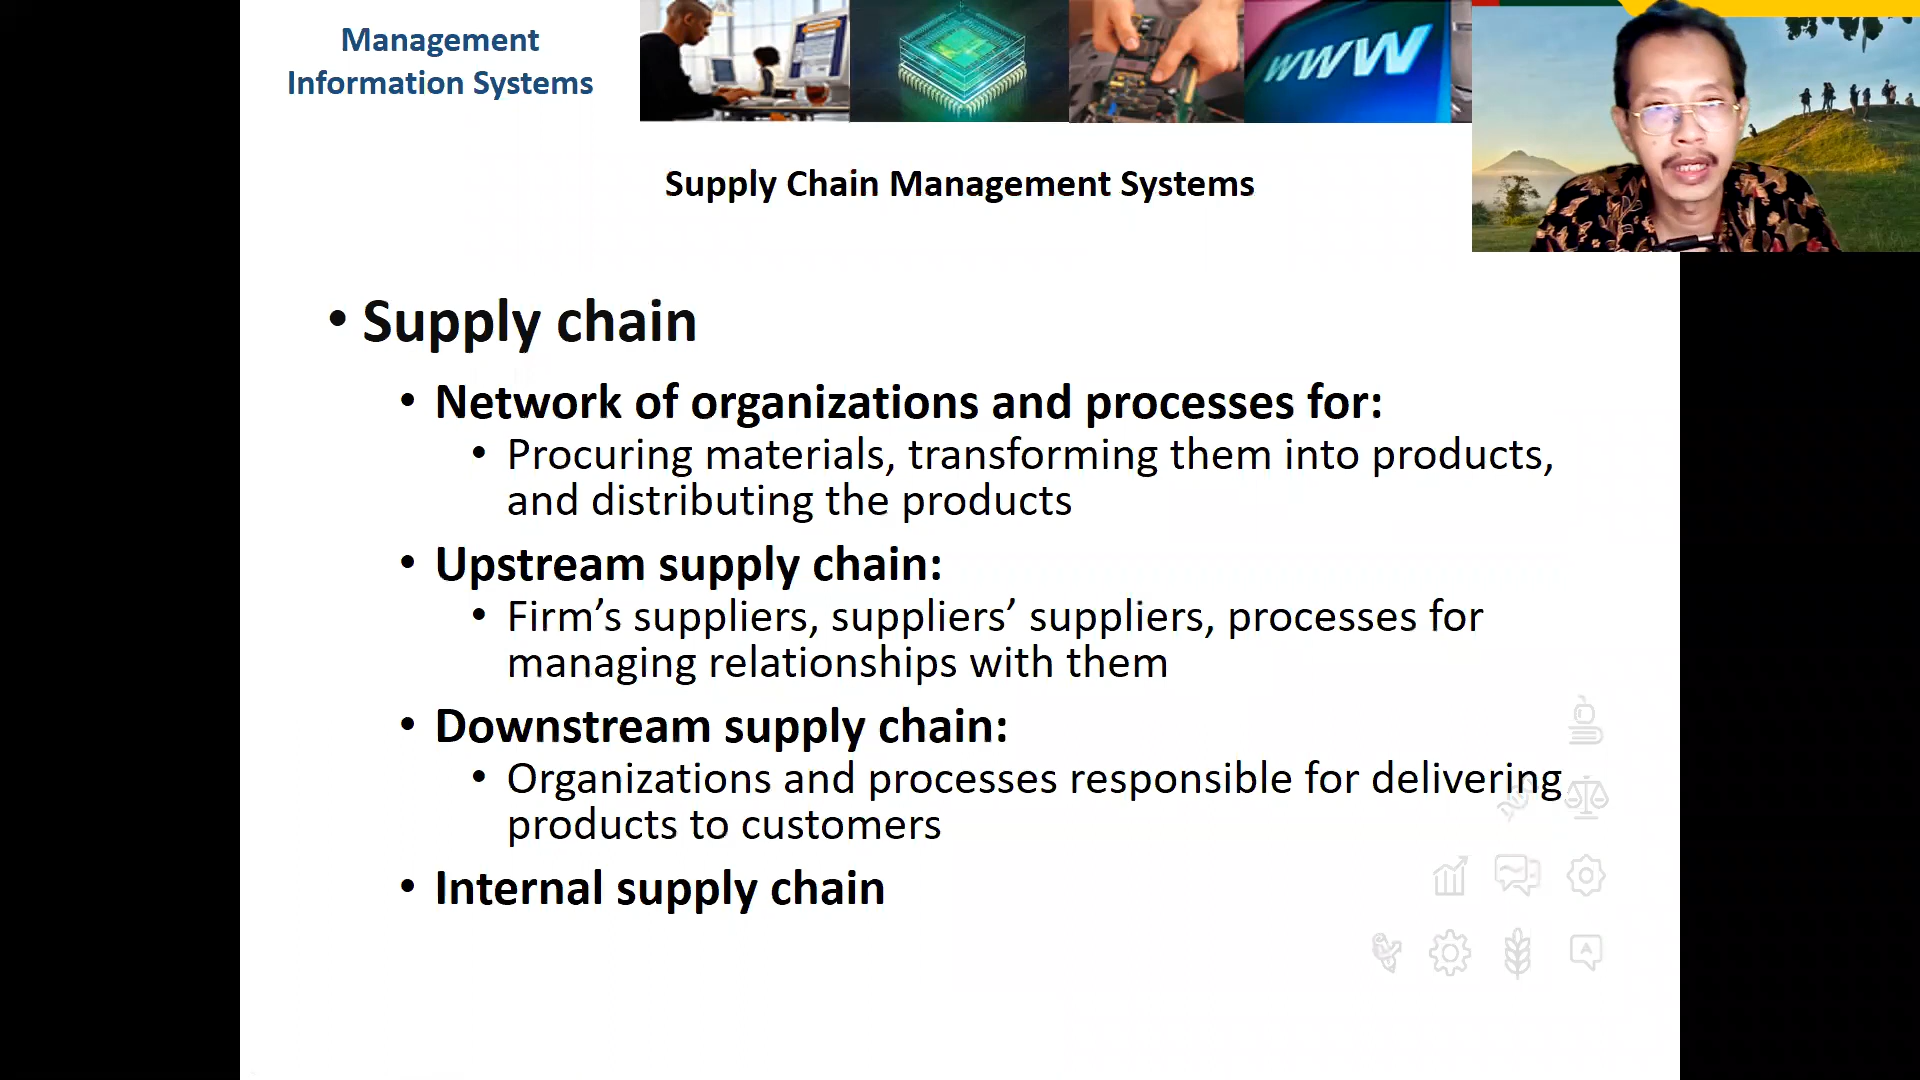 Management
Information Systems
www
Supply Chain Management Systems
• Supply chain
• Network of organizations and processes for:
• Procuring materials, transforming them into products,
and distributing the products
• Upstream supply chain:
• Firm’s suppliers, suppliers’ suppliers, processes for
managing relationships with them
• Downstream supply chain:
• Organizations and processes responsible for delivering
products to customers
• Internal supply chain